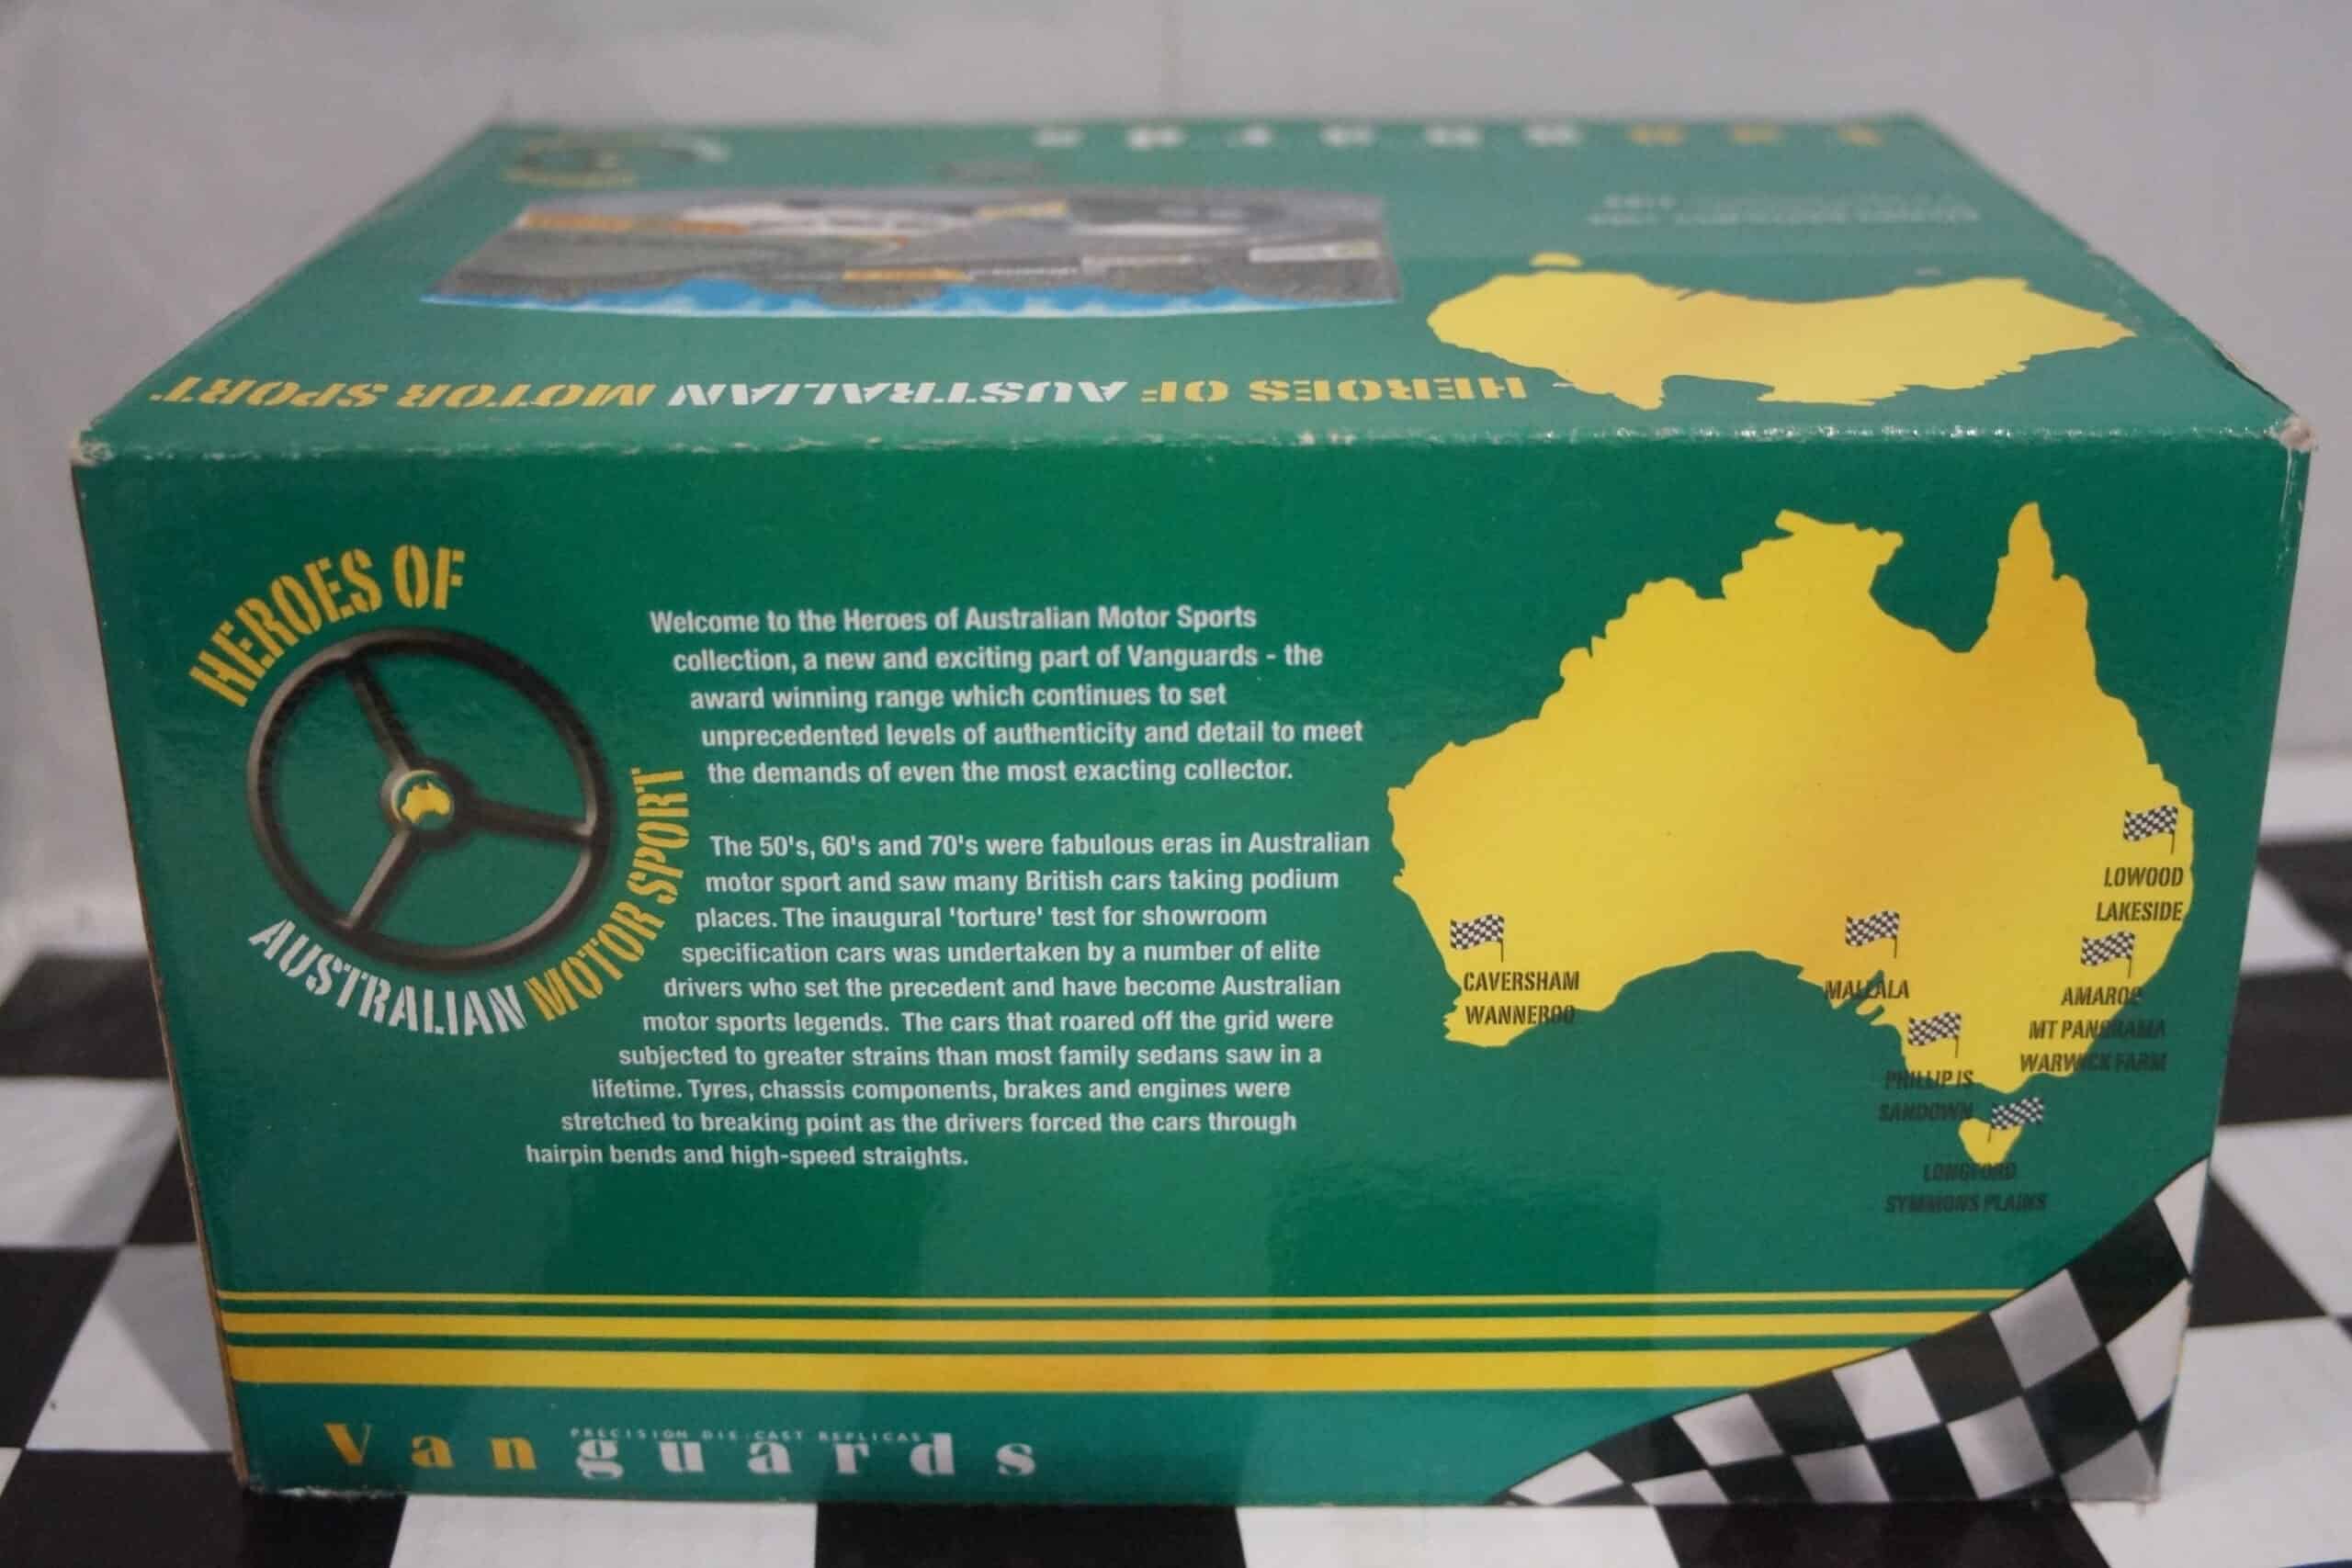 HEROES OF AUSTRALIAN MOTOR SPORT
HEROES OF
AUSTRALIAN MOTOR SPORT
Welcome to the Heroes of Australian Motor Sports
collection, a new and exciting part of Vanguards - the
award winning range which continues to set
unprecedented levels of authenticity and detail to meet
the demands of even the most exacting collector.
The 50's, 60's and 70's were fabulous eras in Australian
motor sport and saw many British cars taking podium
places. The inaugural 'torture' test for showroom
specification cars was undertaken by a number of elite
drivers who set the precedent and have become Australian
motor sports legends. The cars that roared off the grid were
subjected to greater strains than most family sedans saw in a
lifetime. Tyres, chassis components, brakes and engines were
stretched to breaking point as the drivers forced the cars through
hairpin bends and high-speed straights.
LOWOOD
LAKESIDE
CAVERSHAM
WANNEROO
MALLALA
AMAROO
MT PANORAMA
WARWICK FARM
PHILLIP IS
SANDOWN
LONGFORD
SYMMONS PLAINS
PRECISION DIE-CAST REPLICAS
Vanguards